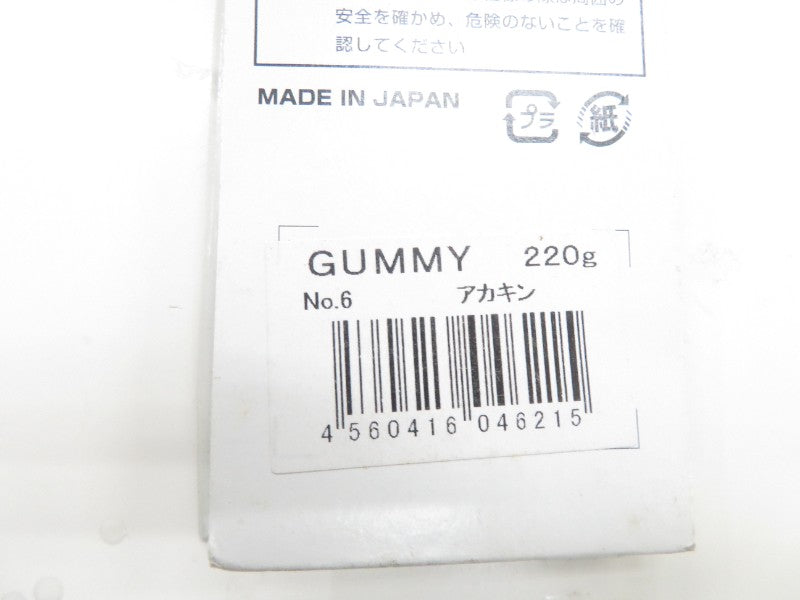 安全を確かめ、危険のないことを確
認してください
MADE IN JAPAN
プラ
紙
GUMMY 220g
No.6 アカキン
4 560416 046215